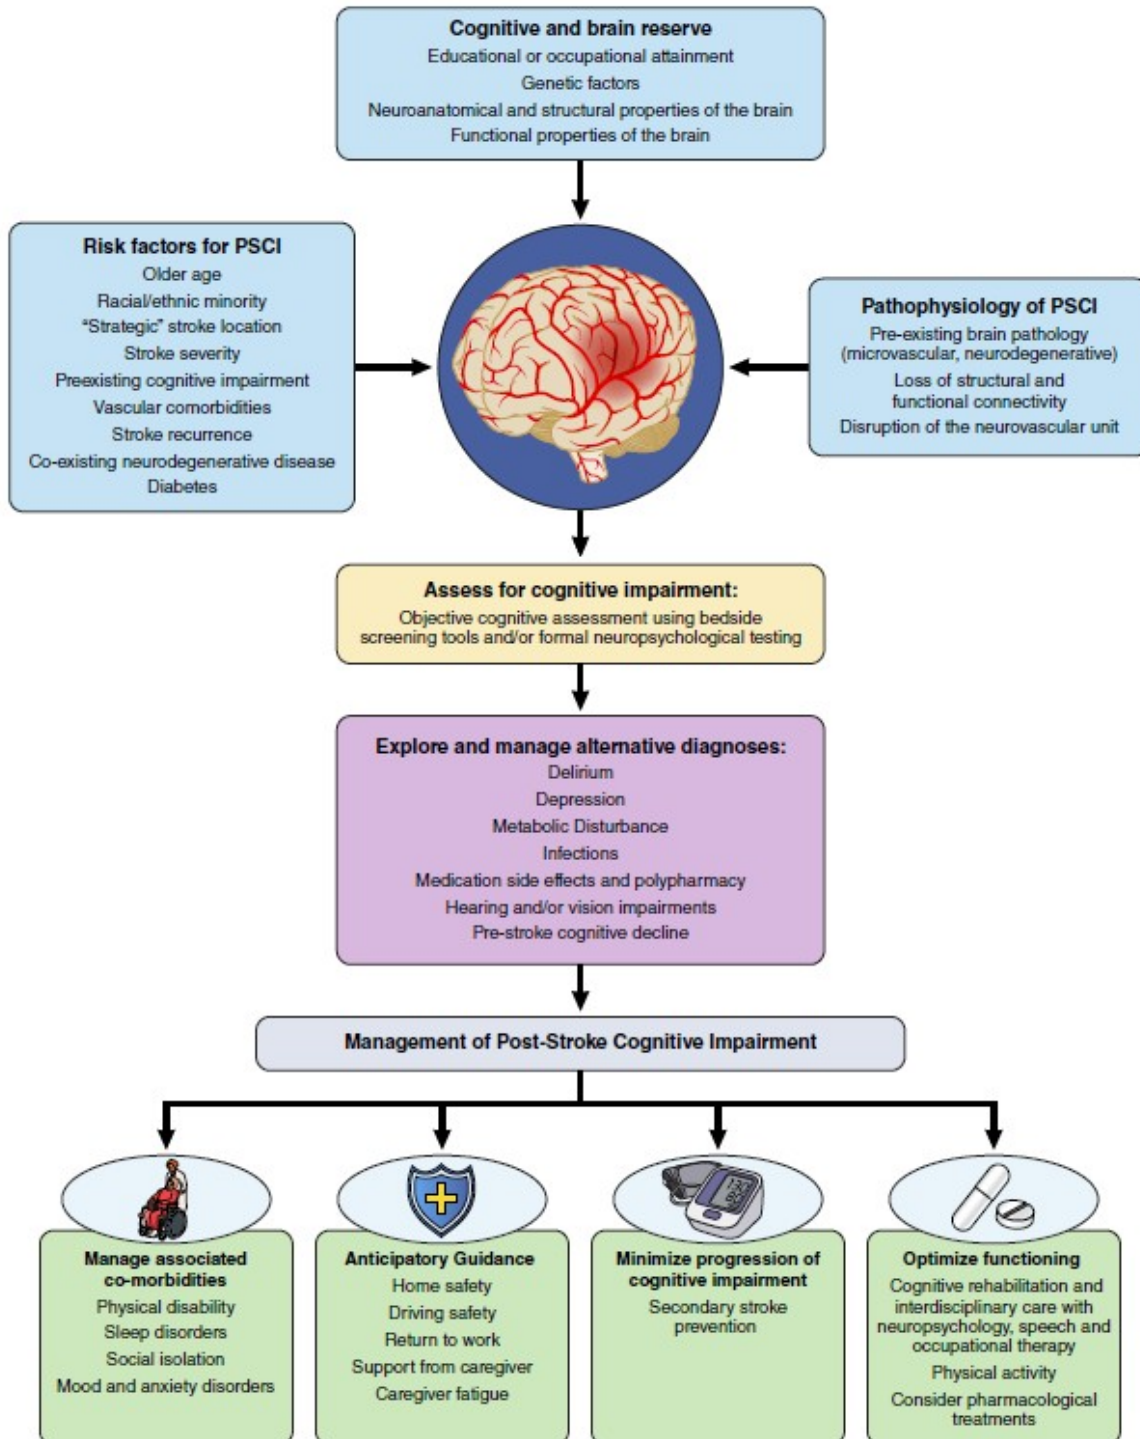 Cognitive and brain reserve
Educational or occupational attainment
Genetic factors
Neuroanatomical and structural properties of the brain
Functional properties of the brain
Risk factors for PSCI
Older age
Racial/ethnic minority
“Strategic” stroke location
Stroke severity
Preexisting cognitive impairment
Vascular comorbidities
Stroke recurrence
Co-existing neurodegenerative disease
Diabetes
Pathophysiology of PSCI
Pre-existing brain pathology
(microvascular, neurodegenerative)
Loss of structural and
functional connectivity
Disruption of the neurovascular unit
Assess for cognitive impairment:
Objective cognitive assessment using bedside
screening tools and/or formal neuropsychological testing
Explore and manage alternative diagnoses:
Delirium
Depression
Metabolic Disturbance
Infections
Medication side effects and polypharmacy
Hearing and/or vision impairments
Pre-stroke cognitive decline
Management of Post-Stroke Cognitive Impairment
Manage associated
co-morbidities
Physical disability
Sleep disorders
Social isolation
Mood and anxiety disorders
Anticipatory Guidance
Home safety
Driving safety
Return to work
Support from caregiver
Caregiver fatigue
130
80
Minimize progression of
cognitive impairment
Secondary stroke
prevention
Optimize functioning
Cognitive rehabilitation and
interdisciplinary care with
neuropsychology, speech and
occupational therapy
Physical activity
Consider pharmacological
treatments